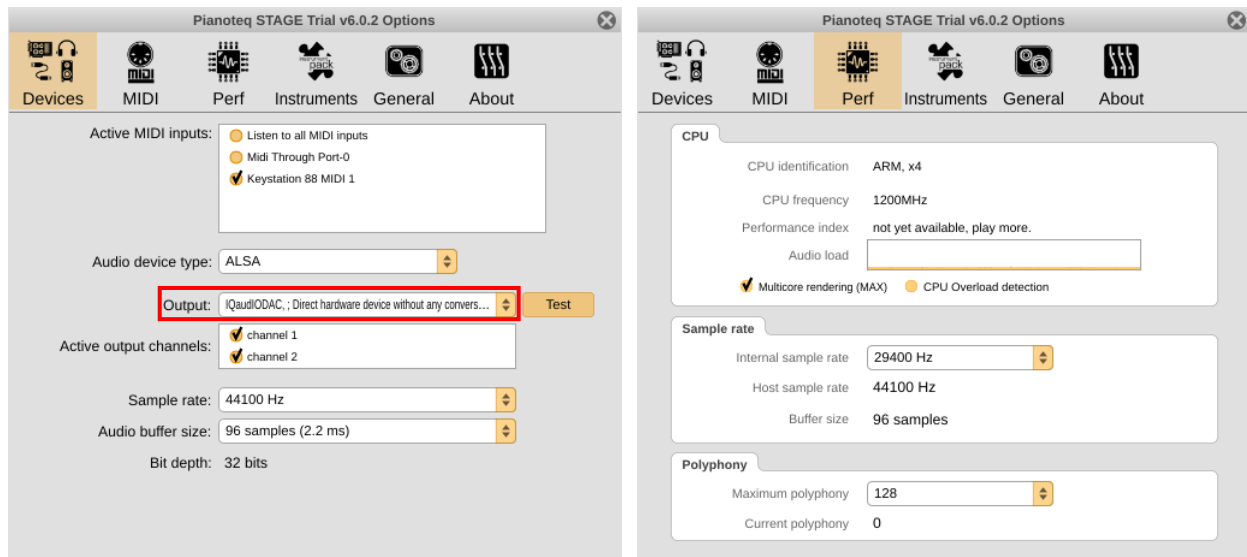 Pianoteq STAGE Trial v6.0.2 Options
Devices MIDI Perf Instruments General About
Active MIDI inputs: Listen to all MIDI inputs
Midi Through Port-0
Keystation 88 MIDI 1
Audio device type: ALSA
Output: IQaudIODAC, ; Direct hardware device without any convers... Test
Active output channels: channel 1
channel 2
Sample rate: 44100 Hz
Audio buffer size: 96 samples (2.2 ms)
Bit depth: 32 bits
Pianoteq STAGE Trial v6.0.2 Options
Devices MIDI Perf Instruments General About
CPU
CPU identification ARM, x4
CPU frequency 1200MHz
Performance index not yet available, play more.
Audio load
Multicore rendering (MAX) CPU Overload detection
Sample rate
Internal sample rate 29400 Hz
Host sample rate 44100 Hz
Buffer size 96 samples
Polyphony
Maximum polyphony 128
Current polyphony 0